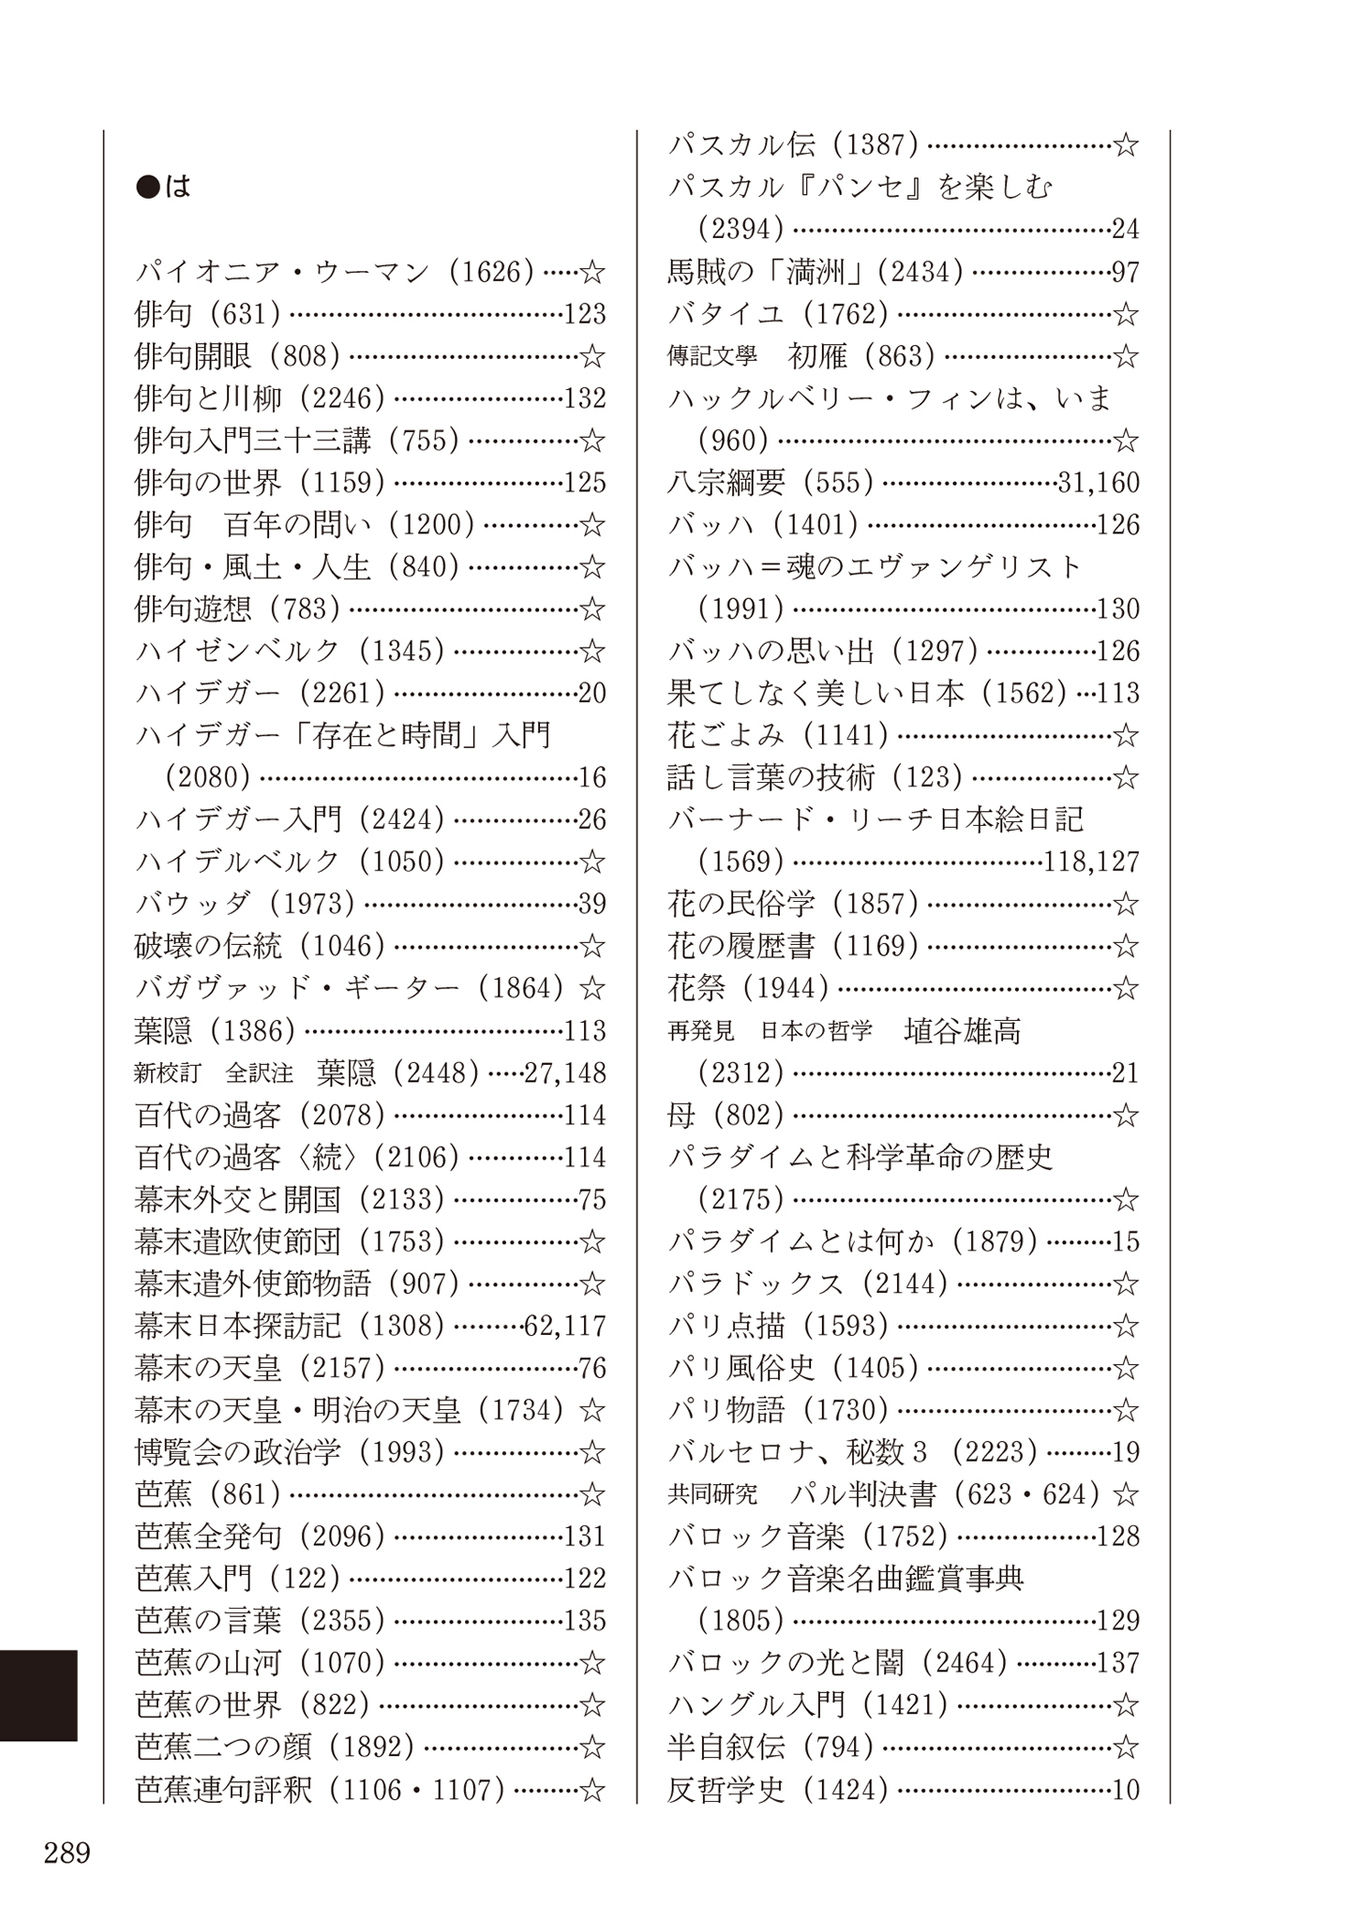 ●は
パイオニア・ウーマン（1626）……☆
俳句（631）……………………………123
俳句開眼（808）…………………………☆
俳句と川柳（2246）…………………132
俳句入門三十三講（755）……………☆
俳句の世界（1159）…………………125
俳句　百年の問い（1200）…………☆
俳句・風土・人生（840）……………☆
俳句遊想（783）…………………………☆
ハイゼンベルク（1345）………………☆
ハイデガー（2261）……………………20
ハイデガー「存在と時間」入門
（2080）……………………………………16
ハイデガー入門（2424）………………26
ハイデルベルク（1050）………………☆
バウッダ（1973）………………………39
破壊の伝統（1046）……………………☆
バガヴァッド・ギーター（1864）☆
葉隠（1386）……………………………113
新校訂　全訳注　葉隠（2448）……27,148
百代の過客（2078）…………………114
百代の過客〈続〉（2106）…………114
幕末外交と開国（2133）………………75
幕末遣欧使節団（1753）………………☆
幕末遣外使節物語（907）……………☆
幕末日本探訪記（1308）………62,117
幕末の天皇（2157）……………………76
幕末の天皇・明治の天皇（1734）☆
博覧会の政治学（1993）………………☆
芭蕉（861）………………………………☆
芭蕉全発句（2096）…………………131
芭蕉入門（122）………………………122
芭蕉の言葉（2355）…………………135
芭蕉の山河（1070）……………………☆
芭蕉の世界（822）………………………☆
芭蕉二つの顔（1892）…………………☆
芭蕉連句評釈（1106・1107）………☆
パスカル伝（1387）……………………☆
パスカル『パンセ』を楽しむ
（2394）……………………………………24
馬賊の「満洲」（2434）………………97
バタイユ（1762）………………………☆
傳記文學　初雁（863）…………………☆
ハックルベリー・フィンは、いま
（960）……………………………………☆
八宗綱要（555）…………………31,160
バッハ（1401）…………………………126
バッハ＝魂のエヴァンゲリスト
（1991）…………………………………130
バッハの思い出（1297）……………126
果てしなく美しい日本（1562）…113
花ごよみ（1141）………………………☆
話し言葉の技術（123）………………☆
バーナード・リーチ日本絵日記
（1569）……………………………118,127
花の民俗学（1857）……………………☆
花の履歴書（1169）……………………☆
花祭（1944）……………………………☆
再発見　日本の哲学　埴谷雄高
（2312）……………………………………21
母（802）…………………………………☆
パラダイムと科学革命の歴史
（2175）……………………………………☆
パラダイムとは何か（1879）………15
パラドックス（2144）…………………☆
パリ点描（1593）………………………☆
パリ風俗史（1405）……………………☆
パリ物語（1730）………………………☆
バルセロナ、秘数３（2223）………19
共同研究　パル判決書（623・624）☆
バロック音楽（1752）………………128
バロック音楽名曲鑑賞事典
（1805）…………………………………129
バロックの光と闇（2464）…………137
ハングル入門（1421）…………………☆
半自叙伝（794）…………………………☆
反哲学史（1424）………………………10
289